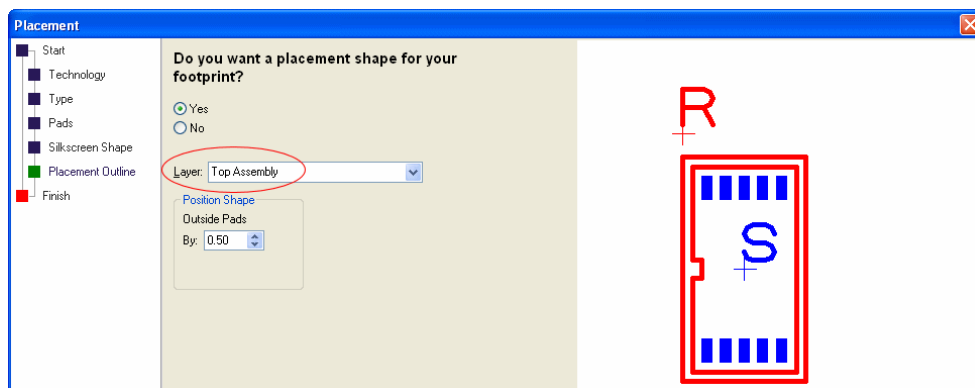 Placement
Start
Technology
Type
Pads
Silkscreen Shape
Placement Outline
Finish
Do you want a placement shape for your
footprint?
Yes
No
Layer: Top Assembly
Position Shape
Outside Pads
By: 0.50
R
S